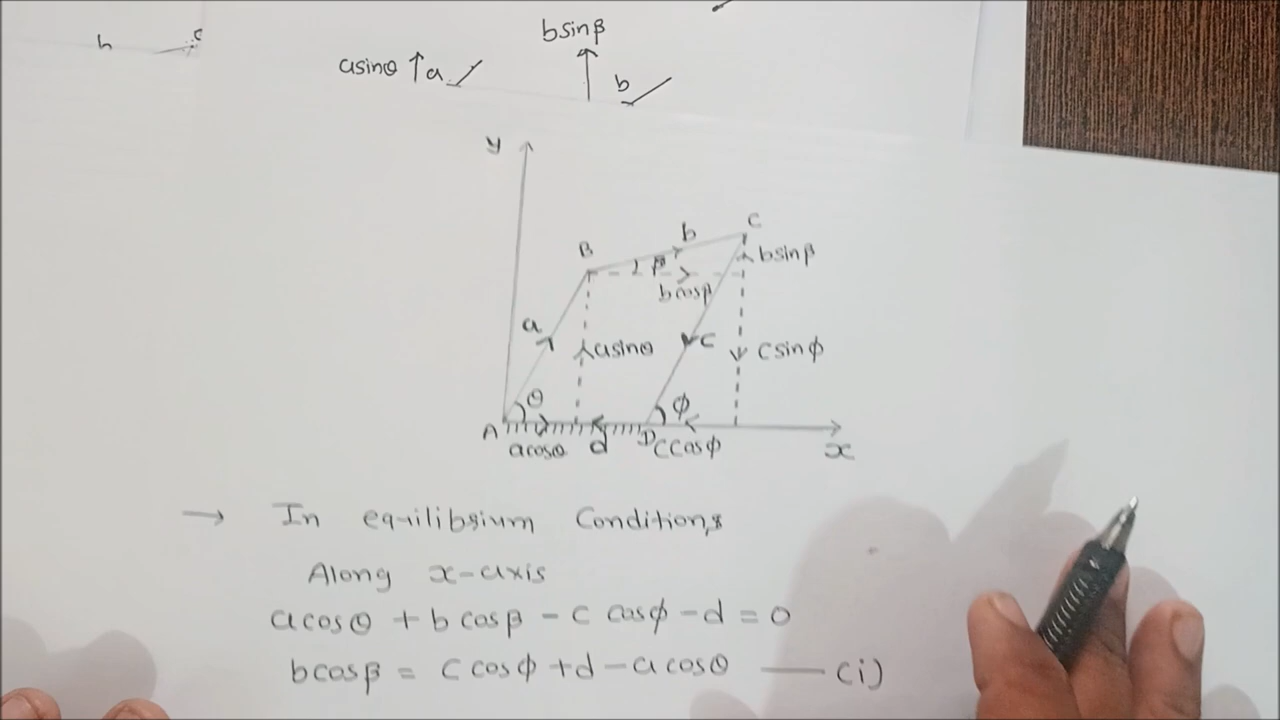 h c
bsinβ
asinθ a b
y
B b C
β bsinβ
bcosβ
a
asinθ c csinϕ
θ ϕ
A D
acosθ d ccosϕ x
→ In equilibrium Conditions
Along x-axis
acosθ + b cosβ - c cosϕ - d = 0
bcosβ = c cosϕ + d - a cosθ —— (i)